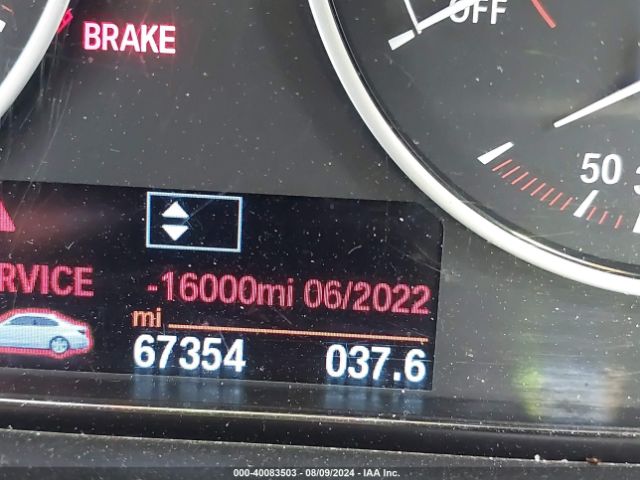 BRAKE
OFF
50
RVICE
-16000mi 06/2022
mi
67354 037.6
000-40083503 - 08/09/2024 - IAA Inc.